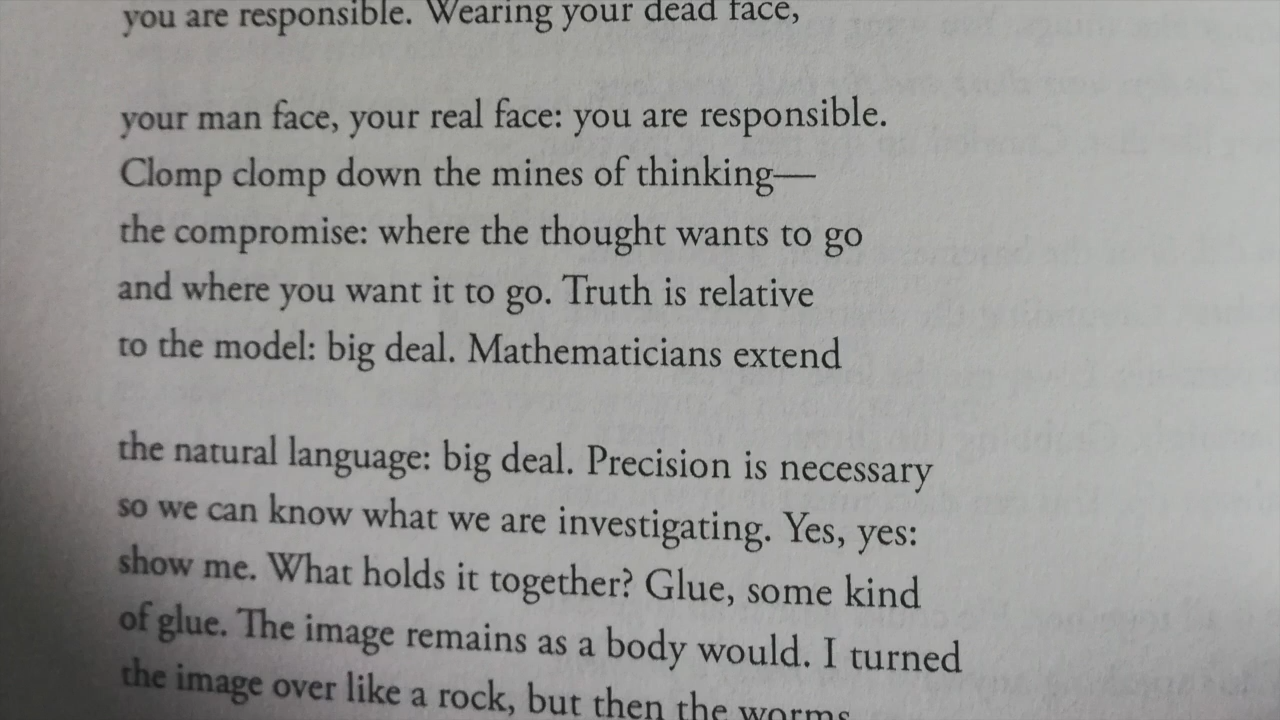 you are responsible. Wearing your dead face,
your man face, your real face: you are responsible.
Clomp clomp down the mines of thinking—
the compromise: where the thought wants to go
and where you want it to go. Truth is relative
to the model: big deal. Mathematicians extend
the natural language: big deal. Precision is necessary
so we can know what we are investigating. Yes, yes:
show me. What holds it together? Glue, some kind
of glue. The image remains as a body would. I turned
the image over like a rock, but then the worms